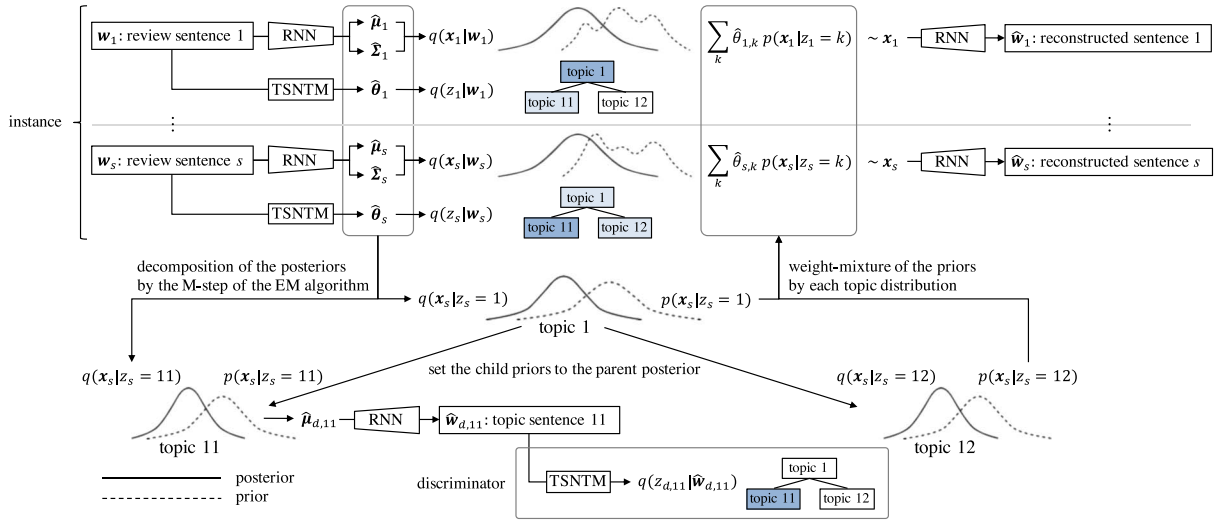 𝒘₁: review sentence 1
RNN
𝝁̂₁
𝚺̂₁
q(𝒙₁|𝒘₁)
∑ₖ θ̂₁,ₖ p(𝒙₁|z₁ = k)
~ 𝒙₁
RNN
𝒘̂₁: reconstructed sentence 1
TSNTM
𝜽̂₁
q(z₁|𝒘₁)
topic 1
topic 11
topic 12
instance
⋮
⋮
𝒘ₛ: review sentence s
RNN
𝝁̂ₛ
𝚺̂ₛ
q(𝒙ₛ|𝒘ₛ)
∑ₖ θ̂ₛ,ₖ p(𝒙ₛ|zₛ = k)
~ 𝒙ₛ
RNN
𝒘̂ₛ: reconstructed sentence s
TSNTM
𝜽̂ₛ
q(zₛ|𝒘ₛ)
topic 1
topic 11
topic 12
decomposition of the posteriors
by the M-step of the EM algorithm
weight-mixture of the priors
by each topic distribution
q(𝒙ₛ|zₛ = 1)
p(𝒙ₛ|zₛ = 1)
topic 1
set the child priors to the parent posterior
q(𝒙ₛ|zₛ = 11)
p(𝒙ₛ|zₛ = 11)
q(𝒙ₛ|zₛ = 12)
p(𝒙ₛ|zₛ = 12)
topic 11
𝝁̂_{d,11}
RNN
𝒘̂_{d,11}: topic sentence 11
topic 12
posterior
prior
discriminator
TSNTM
q(z_{d,11}|𝒘̂_{d,11})
topic 1
topic 11
topic 12